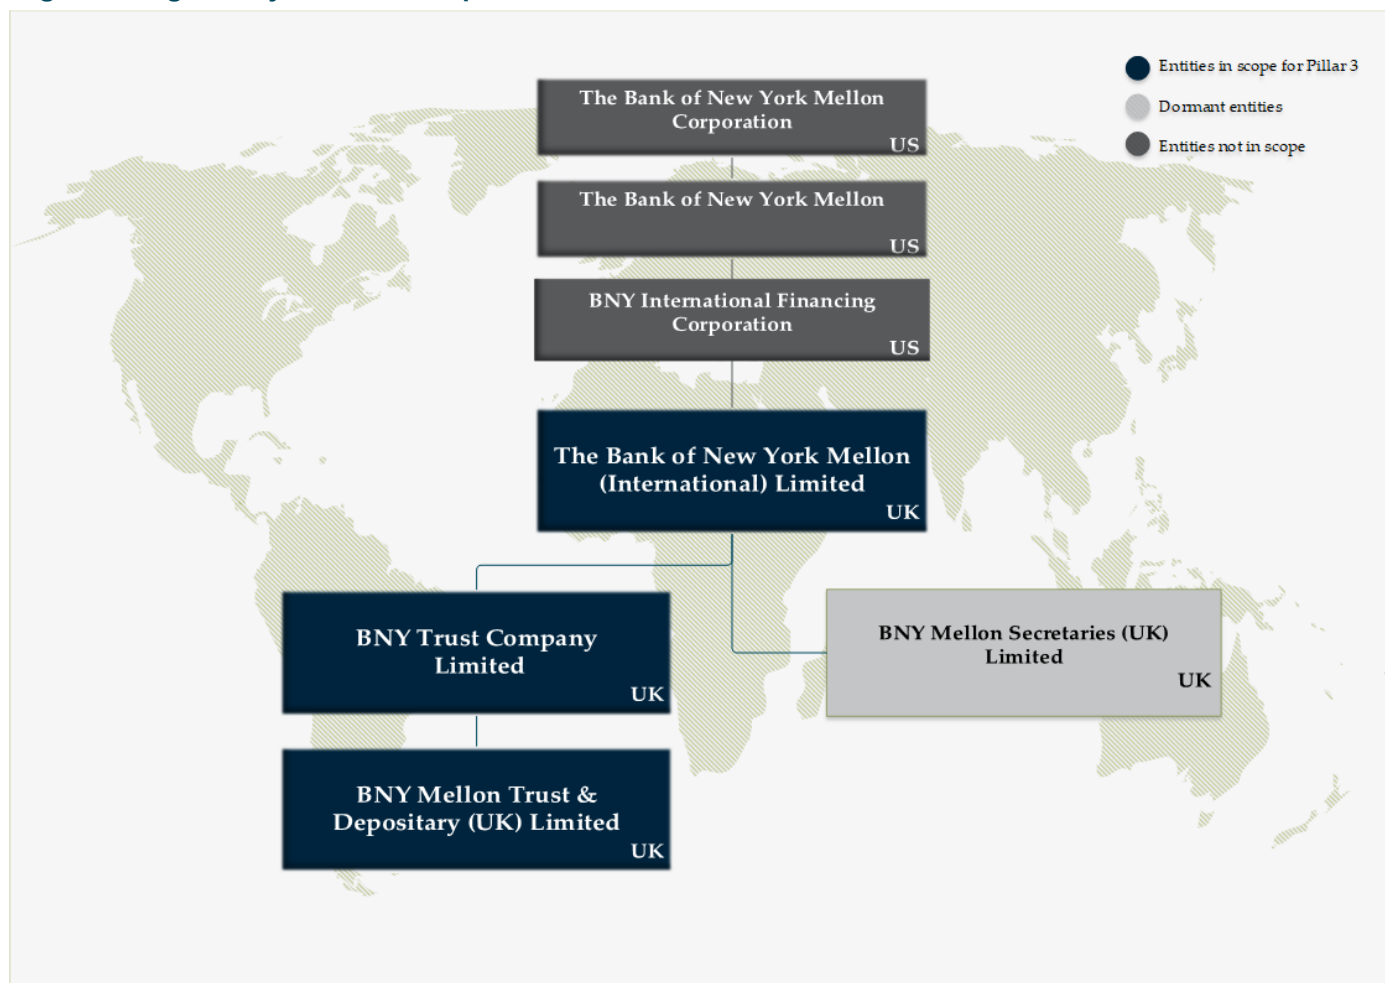 Entities in scope for Pillar 3
Dormant entities
Entities not in scope
The Bank of New York Mellon
Corporation
US
The Bank of New York Mellon
US
BNY International Financing
Corporation
US
The Bank of New York Mellon
(International) Limited
UK
BNY Trust Company
Limited
UK
BNY Mellon Secretaries (UK)
Limited
UK
BNY Mellon Trust &
Depositary (UK) Limited
UK